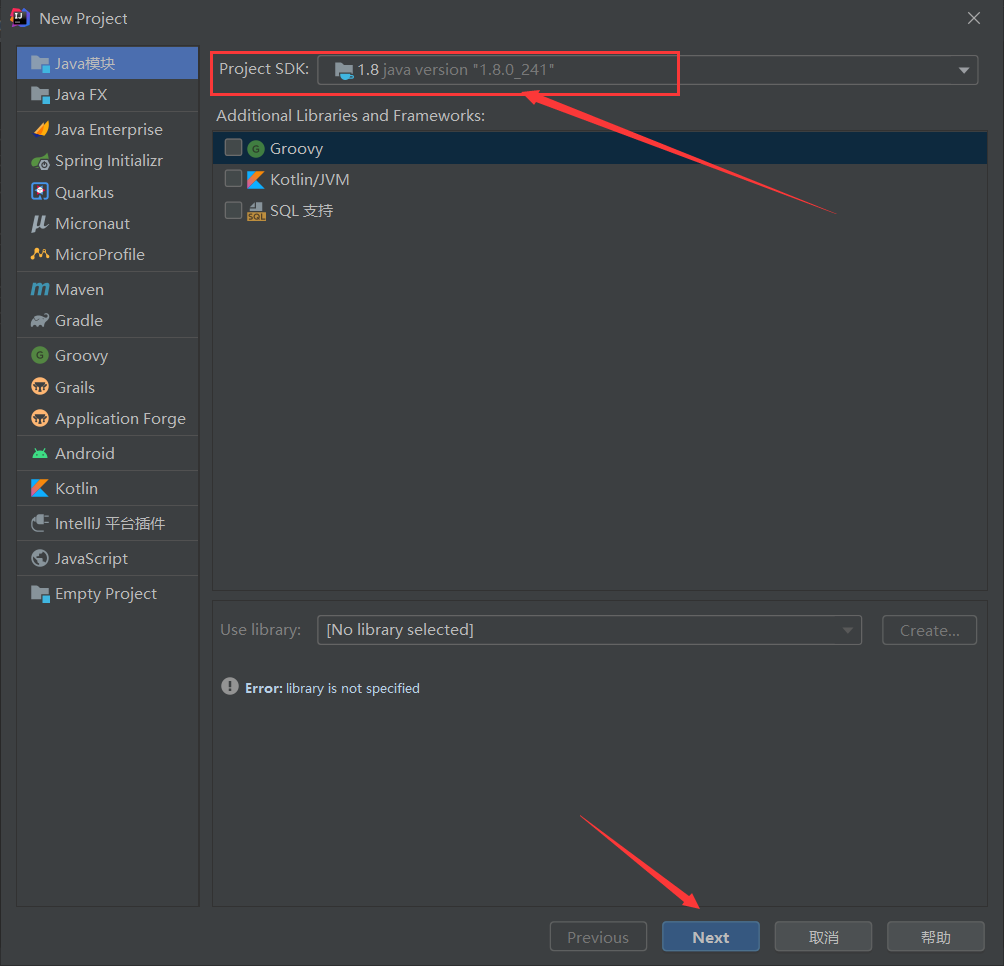 New Project
Java模块
Java FX
Java Enterprise
Spring Initializr
Quarkus
Micronaut
MicroProfile
Maven
Gradle
Groovy
Grails
Application Forge
Android
Kotlin
IntelliJ 平台插件
JavaScript
Empty Project
Project SDK: 1.8 java version "1.8.0_241"
Additional Libraries and Frameworks:
Groovy
Kotlin/JVM
SQL 支持
Use library: [No library selected] Create...
Error: library is not specified
Previous Next 取消 帮助